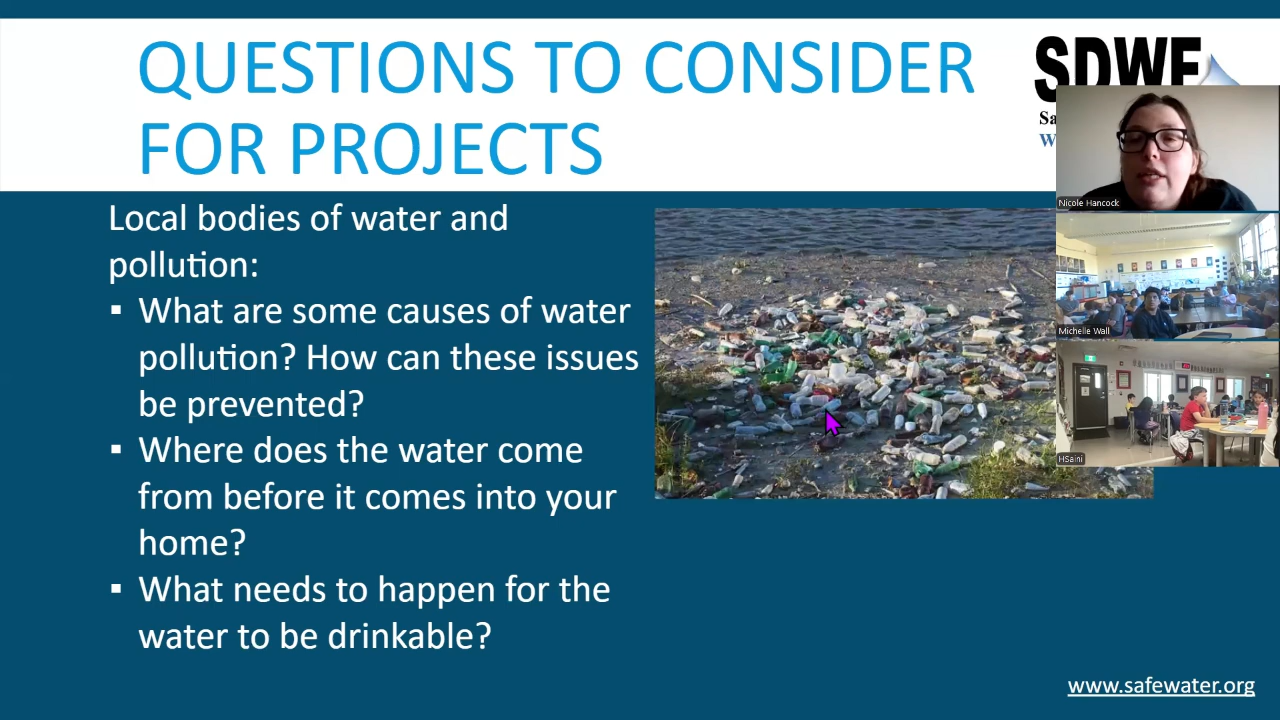 QUESTIONS TO CONSIDER
FOR PROJECTS
SDWF
Sa
W
Local bodies of water and
pollution:
▪ What are some causes of water
pollution? How can these issues
be prevented?
▪ Where does the water come
from before it comes into your
home?
▪ What needs to happen for the
water to be drinkable?
Nicole Hancock
Michelle Wall
HSaini
www.safewater.org